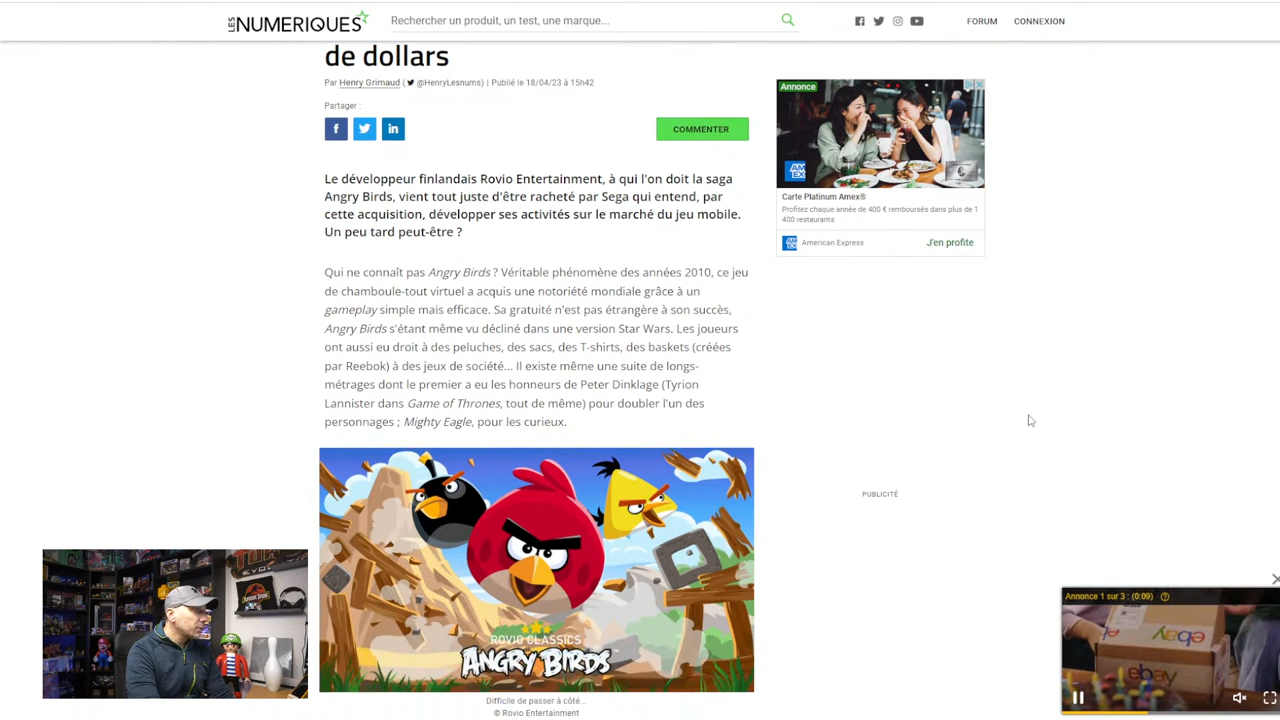 LES NUMERIQUES
Rechercher un produit, un test, une marque...
FORUM
CONNEXION
de dollars
Par Henry Grimaud ( @HenryLesnums) | Publié le 18/04/23 à 15h42
Partager :
COMMENTER
Le développeur finlandais Rovio Entertainment, à qui l'on doit la saga
Angry Birds, vient tout juste d'être racheté par Sega qui entend, par
cette acquisition, développer ses activités sur le marché du jeu mobile.
Un peu tard peut-être ?
Qui ne connaît pas Angry Birds ? Véritable phénomène des années 2010, ce jeu
de chamboule-tout virtuel a acquis une notoriété mondiale grâce à un
gameplay simple mais efficace. Sa gratuité n'est pas étrangère à son succès,
Angry Birds s'étant même vu décliné dans une version Star Wars. Les joueurs
ont aussi eu droit à des peluches, des sacs, des T-shirts, des baskets (créées
par Reebok) à des jeux de société... Il existe même une suite de longs-
métrages dont le premier a eu les honneurs de Peter Dinklage (Tyrion
Lannister dans Game of Thrones, tout de même) pour doubler l'un des
personnages ; Mighty Eagle, pour les curieux.
ROVIO CLASSICS
ANGRY BIRDS
Difficile de passer à côté...
© Rovio Entertainment
Annonce
AM
EX
Carte Platinum Amex®
Profitez chaque année de 400 € remboursés dans plus de 1
400 restaurants
American Express
J'en profite
PUBLICITÉ
Annonce 1 sur 3 : (0:09)
ebay
ebay
JURASSIC PARK